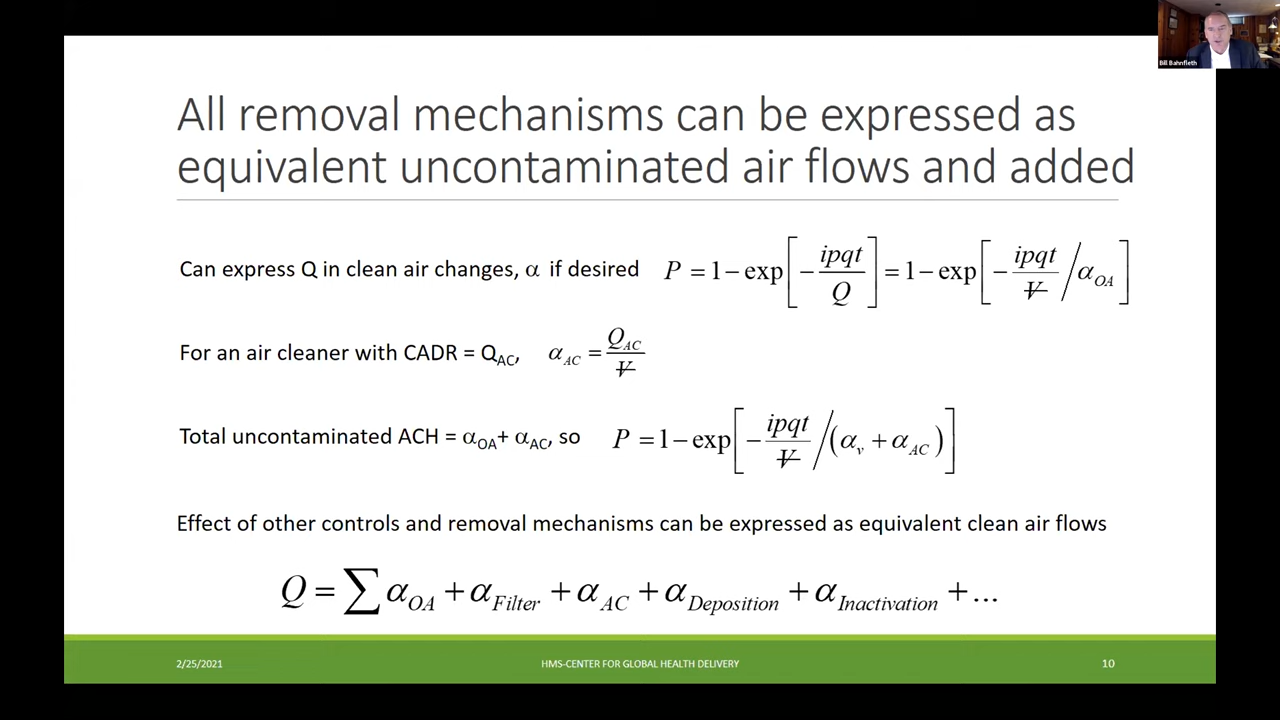 Bill Bahnfleth
All removal mechanisms can be expressed as
equivalent uncontaminated air flows and added
Can express Q in clean air changes, α if desired P = 1 − exp[ − ipqt / Q ] = 1 − exp[ − ipqt / V̶ / α_OA ]
For an air cleaner with CADR = Q_AC, α_AC = Q_AC / V̶
Total uncontaminated ACH = α_OA + α_AC, so P = 1 − exp[ − ipqt / V̶ / (α_v + α_AC) ]
Effect of other controls and removal mechanisms can be expressed as equivalent clean air flows
Q = ∑ α_OA + α_Filter + α_AC + α_Deposition + α_Inactivation + ...
2/25/2021 HMS-CENTER FOR GLOBAL HEALTH DELIVERY 10